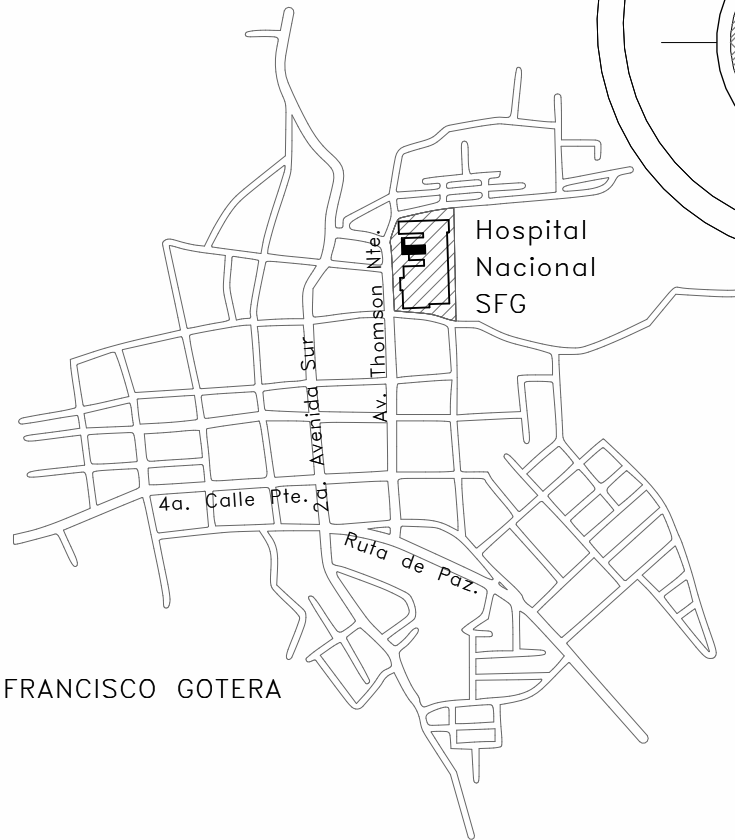 Hospital
Nacional
SFG
Av. Thomson Nte.
2a. Avenida Sur
4a. Calle Pte.
Ruta de Paz.
FRANCISCO GOTERA